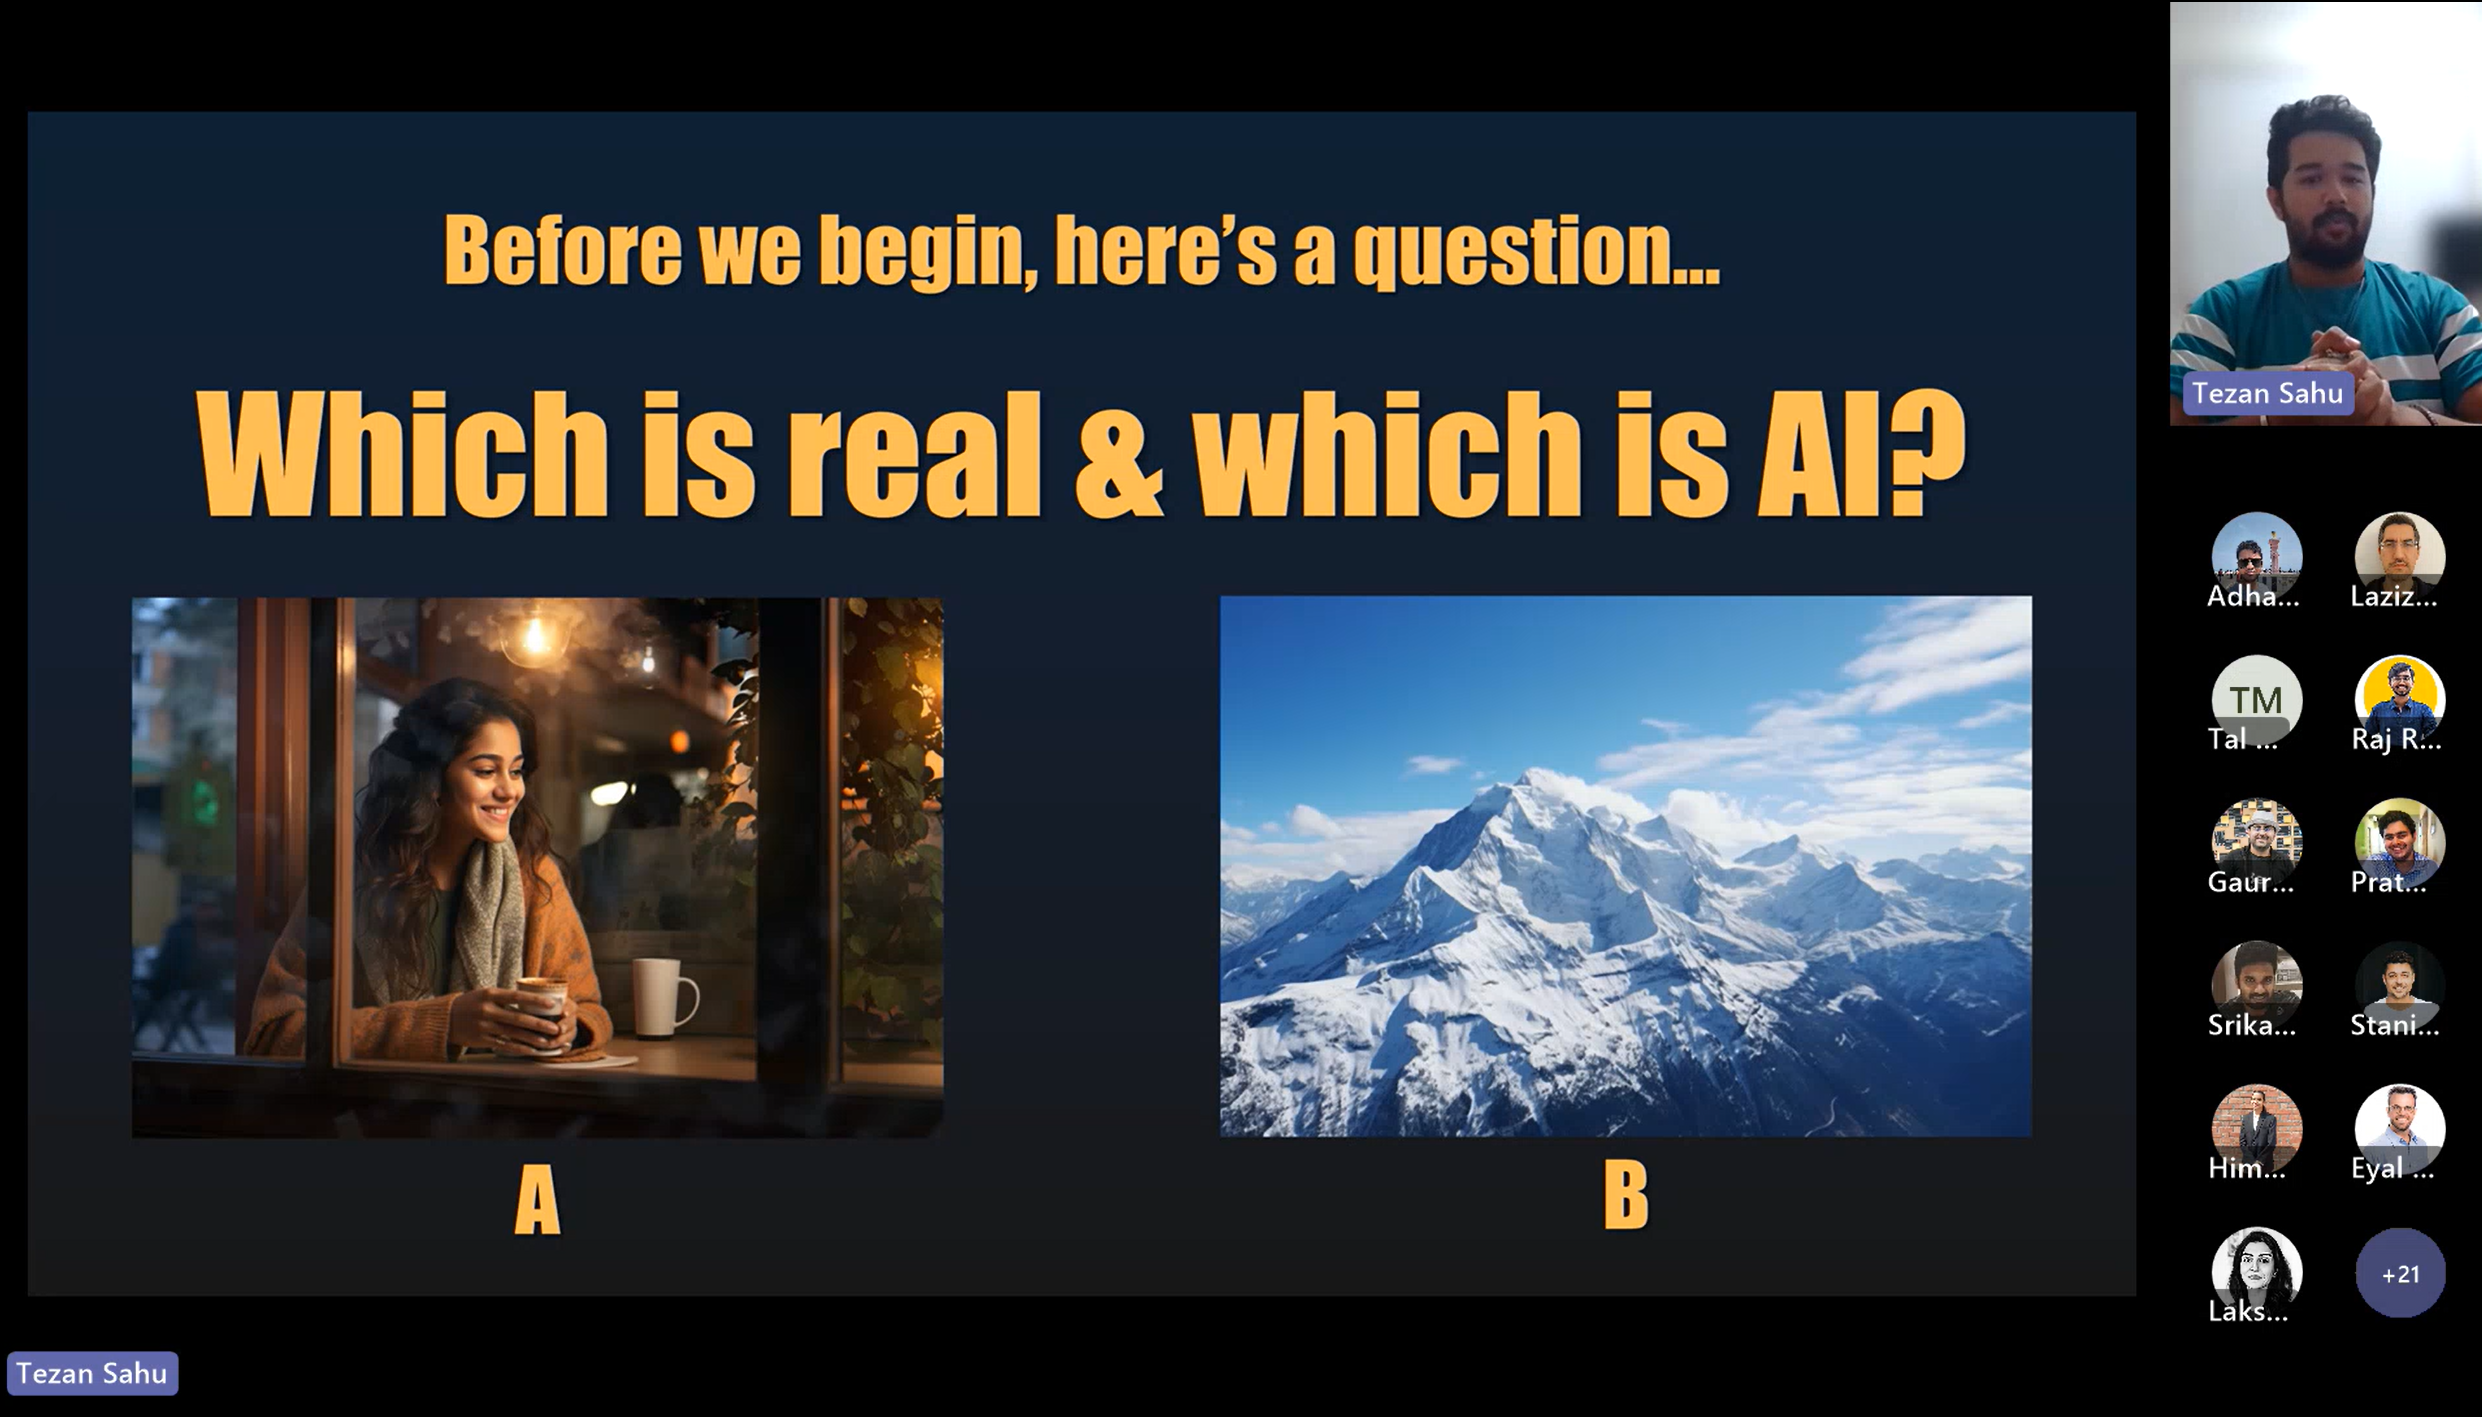 Before we begin, here’s a question...
Which is real & which is AI?
A
B
Tezan Sahu
Adha...
Laziz...
TM
Tal ...
Raj R...
Gaur...
Prat...
Srika...
Stani...
Him...
Eyal ...
Laks...
+21
Tezan Sahu